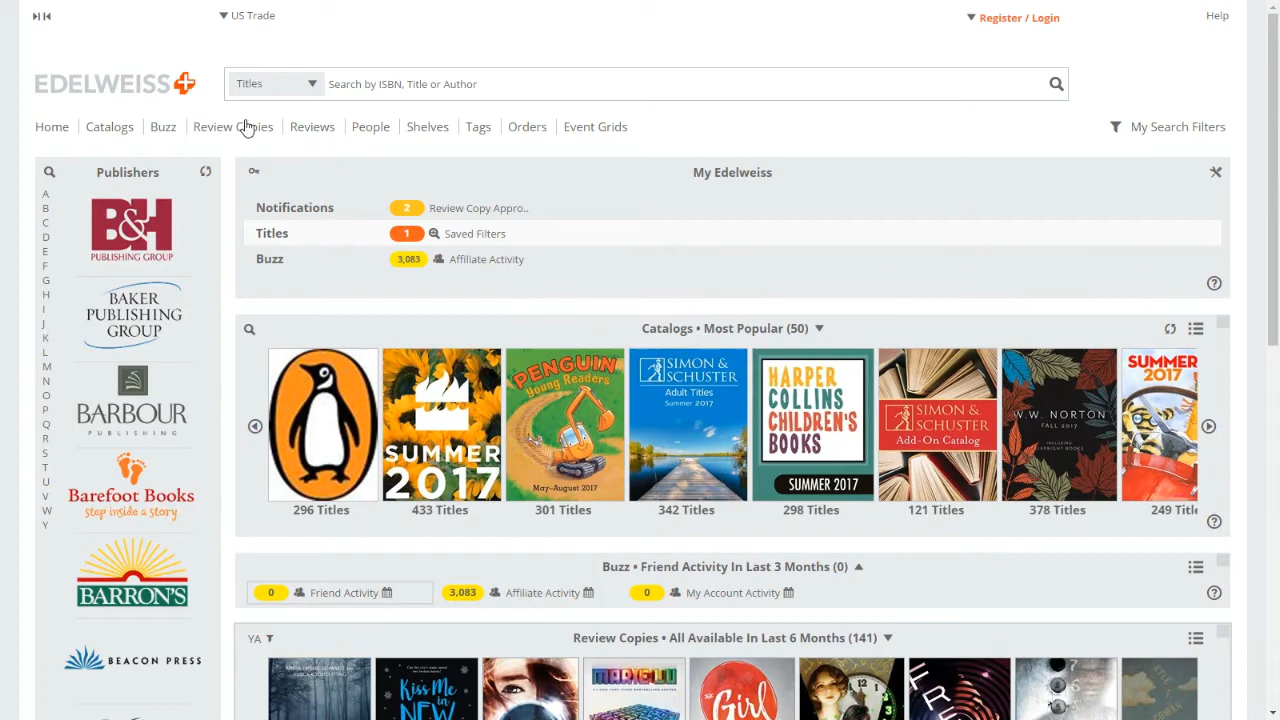 US Trade
Register / Login
Help
EDELWEISS+
Titles
Search by ISBN, Title or Author
Home
Catalogs
Buzz
Review Copies
Reviews
People
Shelves
Tags
Orders
Event Grids
My Search Filters
Publishers
A
B
C
D
E
F
G
H
I
J
K
L
M
N
O
P
Q
R
S
T
U
V
W
Y
B&H
PUBLISHING GROUP
BAKER
PUBLISHING
GROUP
BARBOUR
PUBLISHING
Barefoot Books
step inside a story
BARRON'S
BEACON PRESS
My Edelweiss
Notifications
2
Review Copy Appro..
Titles
1
Saved Filters
Buzz
3,083
Affiliate Activity
Catalogs • Most Popular (50)
SUMMER
2017
PENGUIN
Young Readers
May–August 2017
SIMON &
SCHUSTER
Adult Titles
Summer 2017
HARPER
COLLINS
CHILDREN'S
BOOKS
SUMMER 2017
SIMON &
SCHUSTER
Add-On Catalog
W.W. NORTON
FALL 2017
INCLUDING
LIVERIGHT BOOKS
SUMMER
2017
296 Titles
433 Titles
301 Titles
342 Titles
298 Titles
121 Titles
378 Titles
249 Titl
Buzz • Friend Activity In Last 3 Months (0)
0
Friend Activity
3,083
Affiliate Activity
0
My Account Activity
YA
Review Copies • All Available In Last 6 Months (141)
Kiss Me
in NEW
THE
Girl